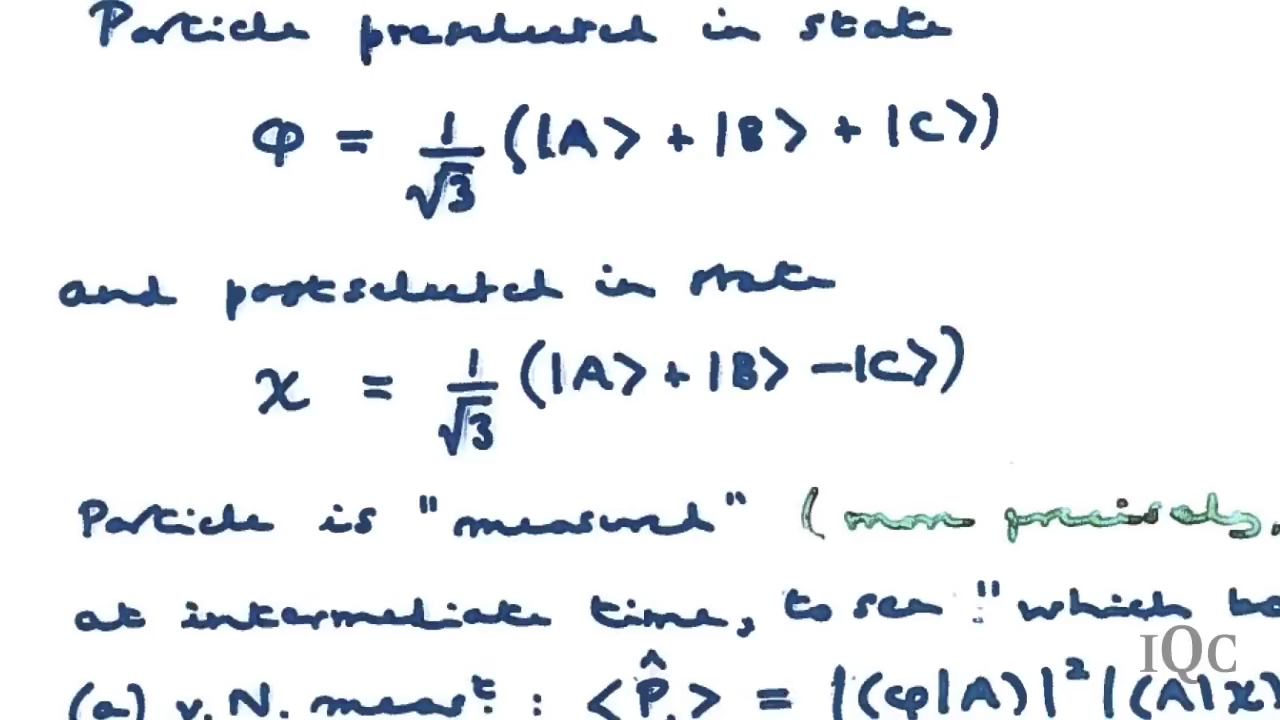 Particle preselected in state
φ = 1/√3 (|A> + |B> + |C>)
and postselected in state
χ = 1/√3 (|A> + |B> - |C>)
Particle is "measured" (more precisely,
at intermediate time, to see "which bo
IQC
(a) v. N. meast: <P̂.> = |(φ|A)|² |(A|χ)